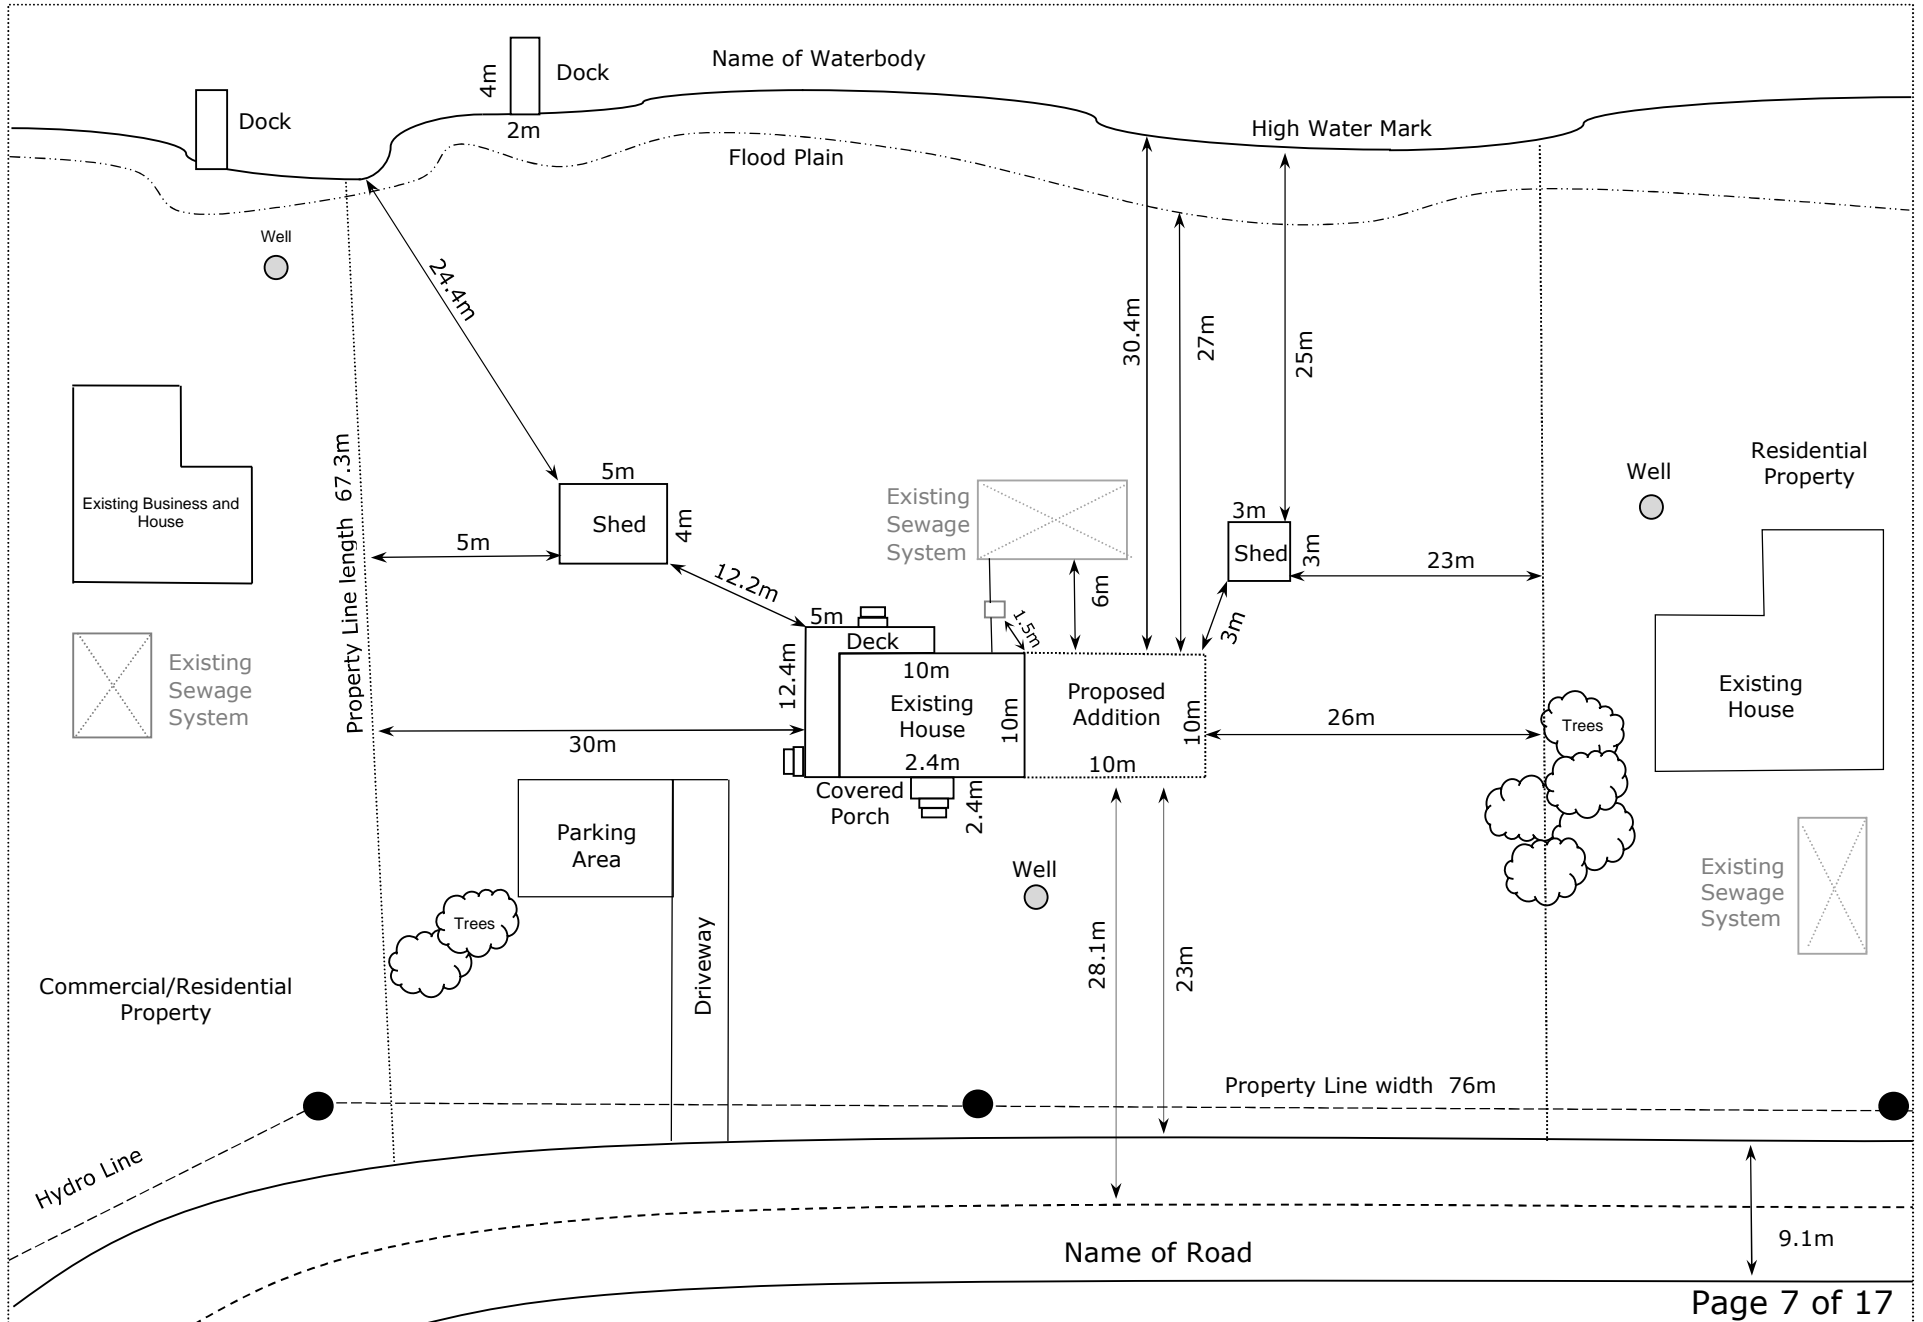 Name of Waterbody
4m
Dock
Dock
2m
High Water Mark
Flood Plain
Well
24.4m
30.4m
27m
25m
Property Line length 67.3m
Existing Business and
House
5m
Shed
4m
5m
12.2m
Existing
Sewage
System
6m
1.5m
3m
Shed
3m
23m
3m
Well
Residential
Property
Existing
Sewage
System
5m
Deck
12.4m
10m
Existing
House
10m
2.4m
30m
Proposed
Addition
10m
10m
26m
Trees
Existing
House
Covered
Porch
2.4m
Parking
Area
Well
Existing
Sewage
System
Trees
Driveway
28.1m
23m
Commercial/Residential
Property
Property Line width 76m
Hydro Line
Name of Road
9.1m
Page 7 of 17